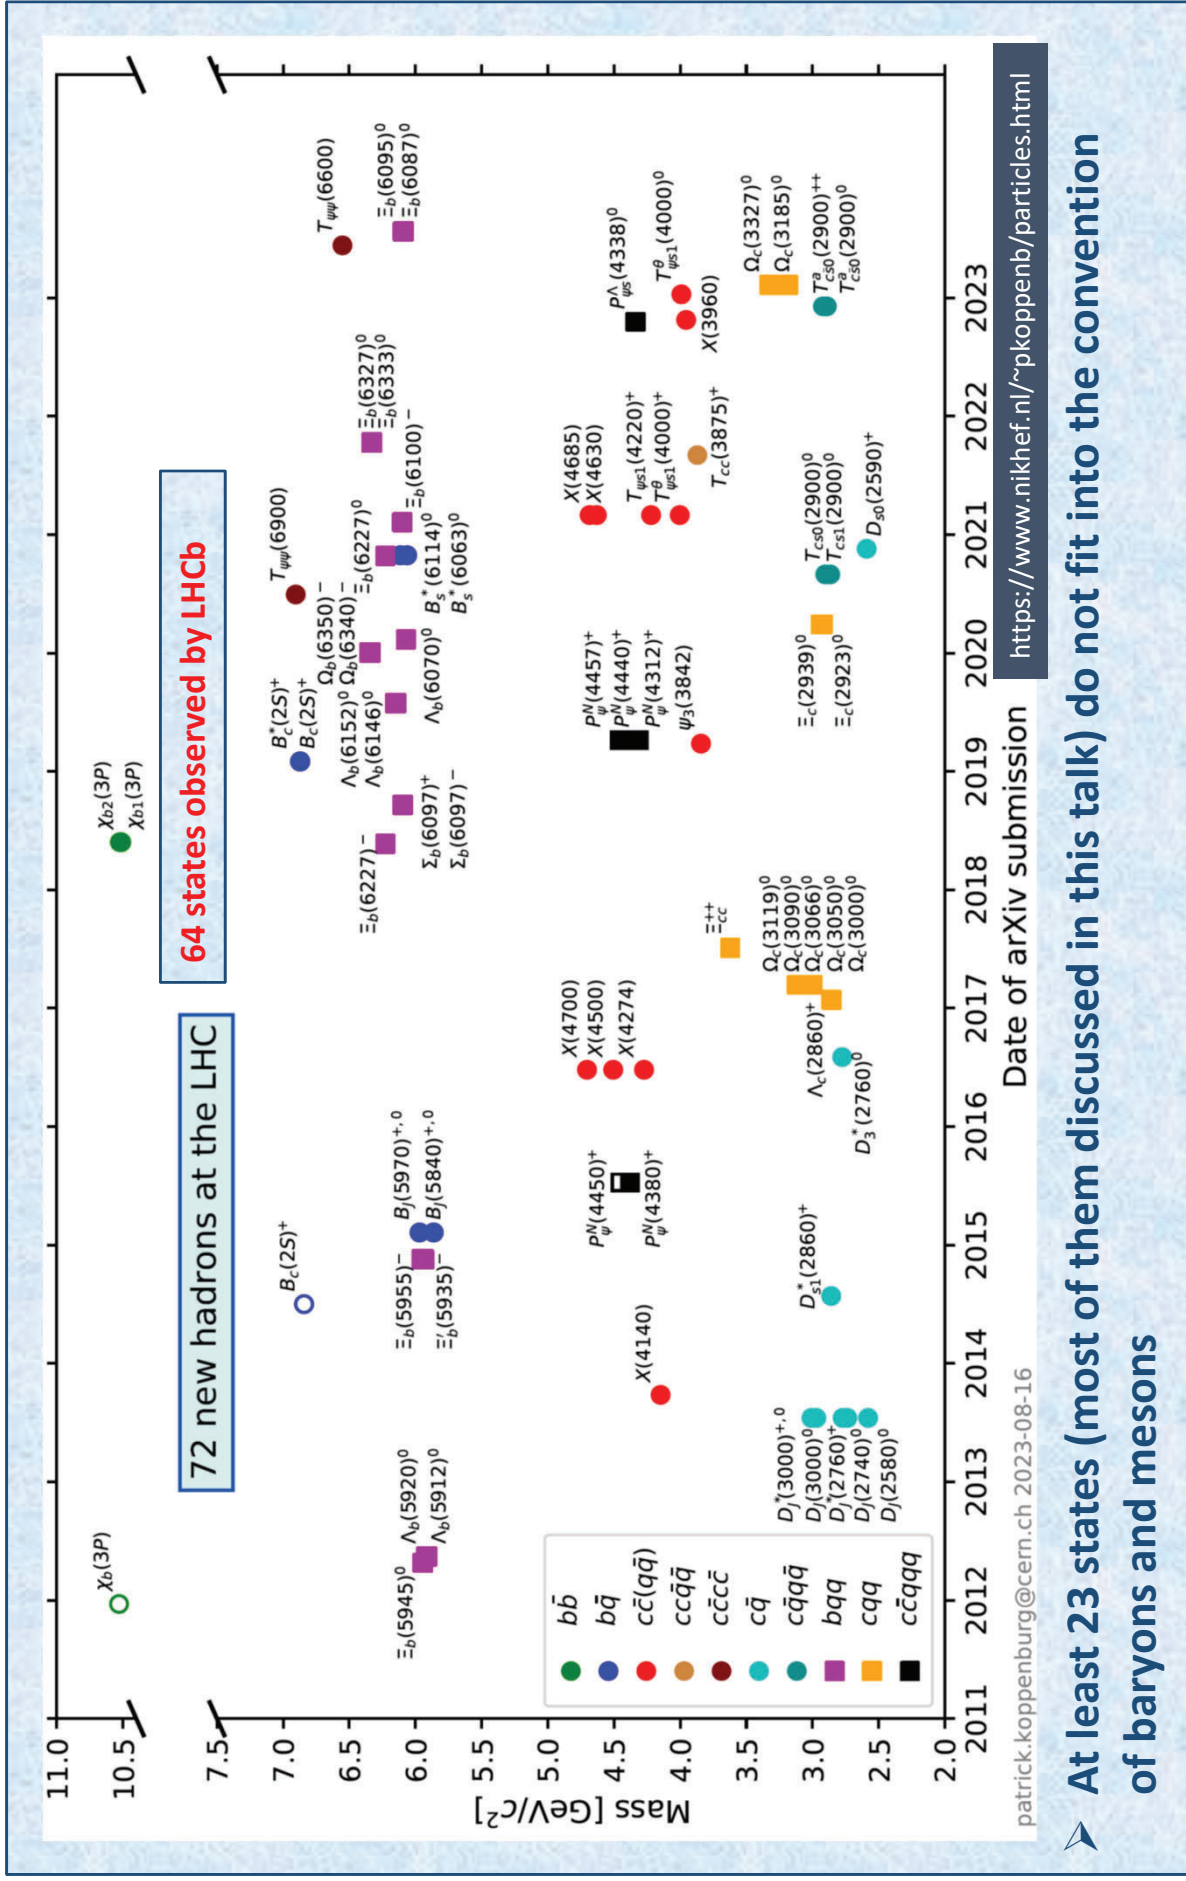 72 new hadrons at the LHC
64 states observed by LHCb
11.0
10.5
7.5
7.0
6.5
6.0
5.5
5.0
4.5
4.0
3.5
3.0
2.5
2.0
Mass [GeV/c²]
χb(3P)
χb2(3P)
χb1(3P)
Bc(2S)⁺
Bc*(2S)⁺
Bc(2S)⁺
Tψψ(6900)
Tψψ(6600)
Ξb(5945)⁰
Λb(5920)⁰
Λb(5912)⁰
Ξb(5955)⁻
Ξ′b(5935)⁻
BJ(5970)⁺,⁰
BJ(5840)⁺,⁰
Ξb(6227)⁻
Σb(6097)⁺
Σb(6097)⁻
Λb(6152)⁰
Λb(6146)⁰
Ωb(6350)⁻
Ωb(6340)⁻
Λb(6070)⁰
Ξb(6227)⁰
Bs*(6114)⁰
Bs*(6063)⁰
Ξb(6100)⁻
Ξb(6327)⁰
Ξb(6333)⁰
Ξb(6095)⁰
Ξb(6087)⁰
X(4140)
PψN(4450)⁺
PψN(4380)⁺
X(4700)
X(4500)
X(4274)
PψN(4457)⁺
PψN(4440)⁺
PψN(4312)⁺
ψ3(3842)
X(4685)
X(4630)
Tψs1(4220)⁺
Tθψs1(4000)⁺
Tcc(3875)⁺
PΛψs(4338)⁰
Tθψs1(4000)⁰
X(3960)
Ξcc⁺⁺
DJ*(3000)⁺,⁰
DJ(3000)⁰
DJ*(2760)⁺
DJ(2740)⁰
DJ(2580)⁰
Ds1*(2860)⁺
Λc(2860)⁺
D3*(2760)⁰
Ωc(3119)⁰
Ωc(3090)⁰
Ωc(3066)⁰
Ωc(3050)⁰
Ωc(3000)⁰
Ξc(2939)⁰
Ξc(2923)⁰
Tcs0(2900)⁰
Tcs1(2900)⁰
Ds0(2590)⁺
Ωc(3327)⁰
Ωc(3185)⁰
Tacs̄0(2900)⁺⁺
Tacs̄0(2900)⁰
bb̄
bq̄
cc̄(qq̄)
ccq̄q̄
cc̄cc̄
cq̄
cq̄qq̄
bqq
cqq
cc̄qqq
2011
2012
2013
2014
2015
2016
2017
2018
2019
2020
2021
2022
2023
Date of arXiv submission
patrick.koppenburg@cern.ch 2023-08-16
https://www.nikhef.nl/~pkoppenb/particles.html
➢ At least 23 states (most of them discussed in this talk) do not fit into the convention
of baryons and mesons